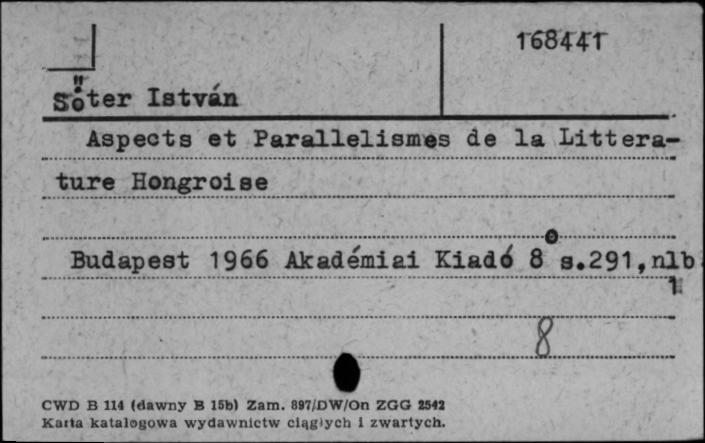 168441
Sőter István
Aspects et Parallelismes de la Littera-
ture Hongroise
Budapest 1966 Akadémiai Kiadó 8° s.291,nlb
1
8
CWD B 114 (dawny B 15b) Zam. 897/DW/On ZGG 2542
Karta katalogowa wydawnictw ciągłych i zwartych.